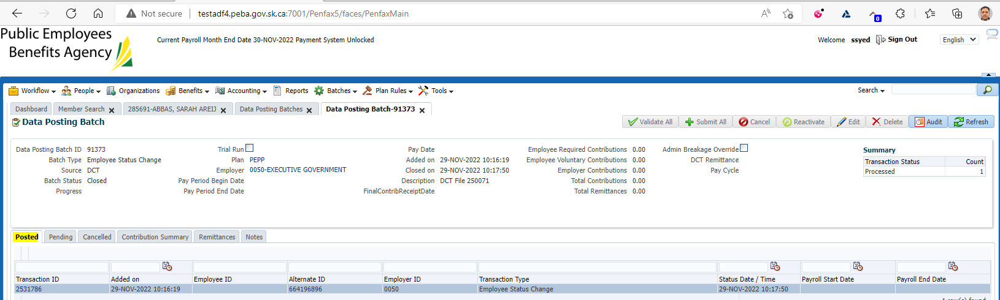 Not secure | testadf4.peba.gov.sk.ca:7001/Penfax5/faces/PenfaxMain
0
Public Employees
Benefits Agency
Current Payroll Month End Date 30-NOV-2022 Payment System Unlocked
Welcome ssyed Sign Out English
Workflow People Organizations Benefits Accounting Reports Batches Plan Rules Tools Search
Dashboard Member Search 285691-ABBAS, SARAH AREIJ Data Posting Batches Data Posting Batch-91373
Data Posting Batch
Validate All Submit All Cancel Reactivate Edit Delete Audit Refresh
Data Posting Batch ID 91373 Trial Run Pay Date Employee Required Contributions 0.00 Admin Breakage Override Summary
Batch Type Employee Status Change Plan PEPP Added on 29-NOV-2022 10:16:19 Employee Voluntary Contributions 0.00 DCT Remittance Transaction Status Count
Source DCT Employer 0050-EXECUTIVE GOVERNMENT Closed on 29-NOV-2022 10:17:50 Employer Contributions 0.00 Pay Cycle Processed 1
Batch Status Closed Pay Period Begin Date Description DCT File 250071 Total Contributions 0.00
Progress Pay Period End Date FinalContribReceiptDate Total Remittances 0.00
Posted Pending Cancelled Contribution Summary Remittances Notes
Transaction ID Added on Employee ID Alternate ID Employer ID Transaction Type Status Date / Time Payroll Start Date Payroll End Date
2531786 29-NOV-2022 10:16:19 664196896 0050 Employee Status Change 29-NOV-2022 10:17:50